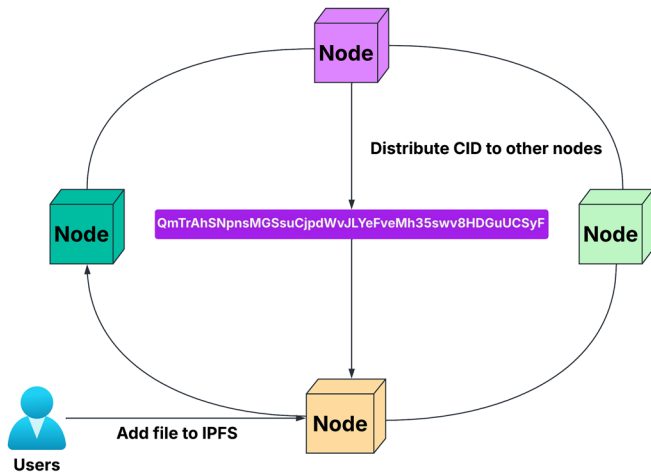 Node
Distribute CID to other nodes
QmTrAhSNpnsMGSsuCjpdWvJLYeFveMh35swv8HDGuUCSyF
Node
Node
Node
Add file to IPFS
Users